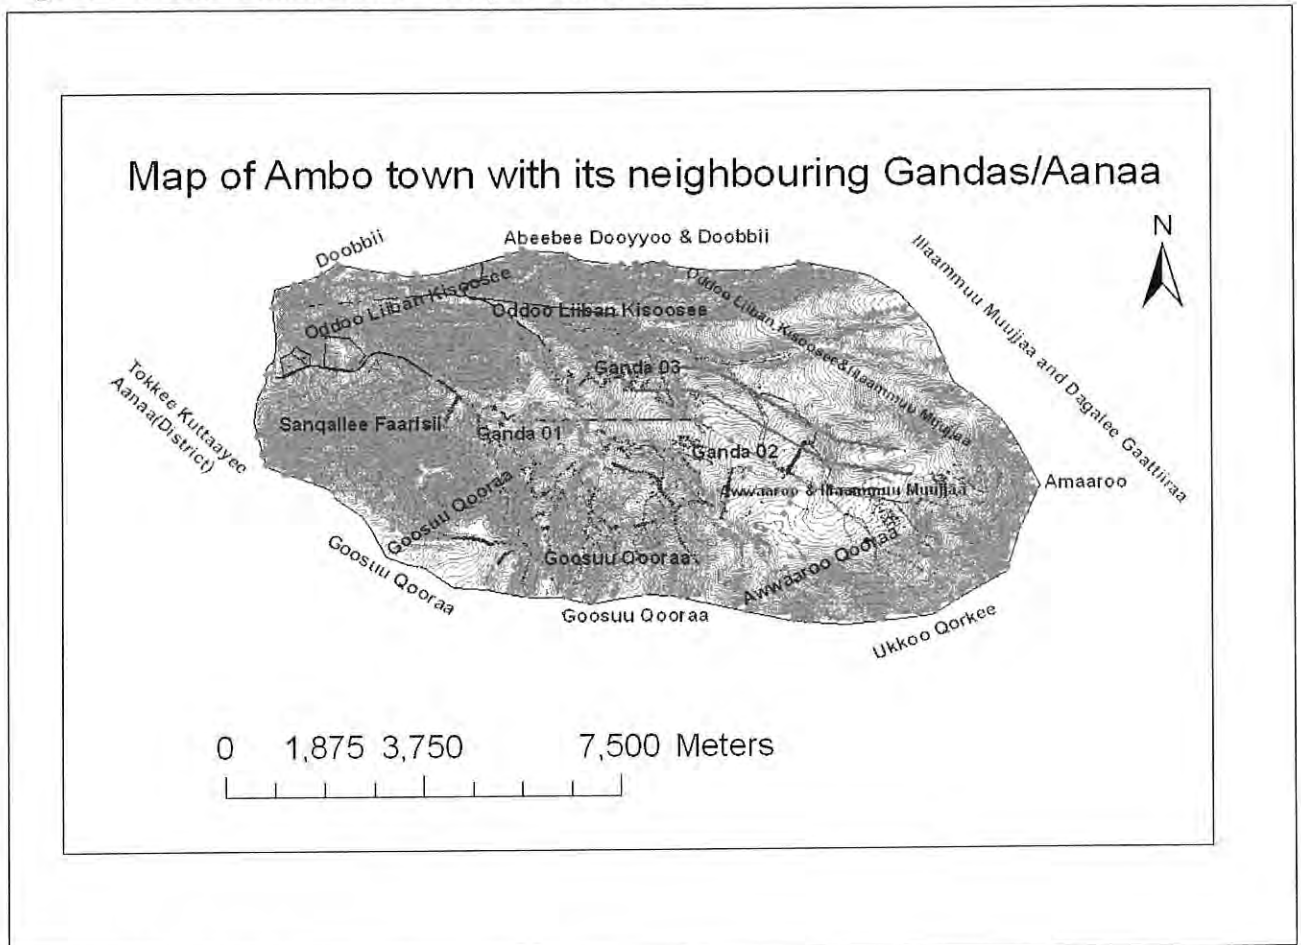 Map of Ambo town with its neighbouring Gandas/Aanaa
N
Doobbii
Abeebee Dooyyoo & Doobbii
Illaammuu Muujjaa and Dagalee Gaattiiraa
Oddoo Liiban Kisoosee
Oddoo Liiban Kisoosee
Oddoo Liiban Kisoosee & Illaammuu Muujjaa
Tokkee Kuttaayee
Aanaa(District)
Ganda 03
Sanqallee Faarisii
Ganda 01
Ganda 02
Amaaroo
Awwaaroo & Illaammuu Muujjaa
Goosuu Qooraa
Goosuu Qooraa
Goosuu Qooraa
Awwaaroo Qooraa
Goosuu Qooraa
Ukkoo Qorkee
0 1,875 3,750 7,500 Meters